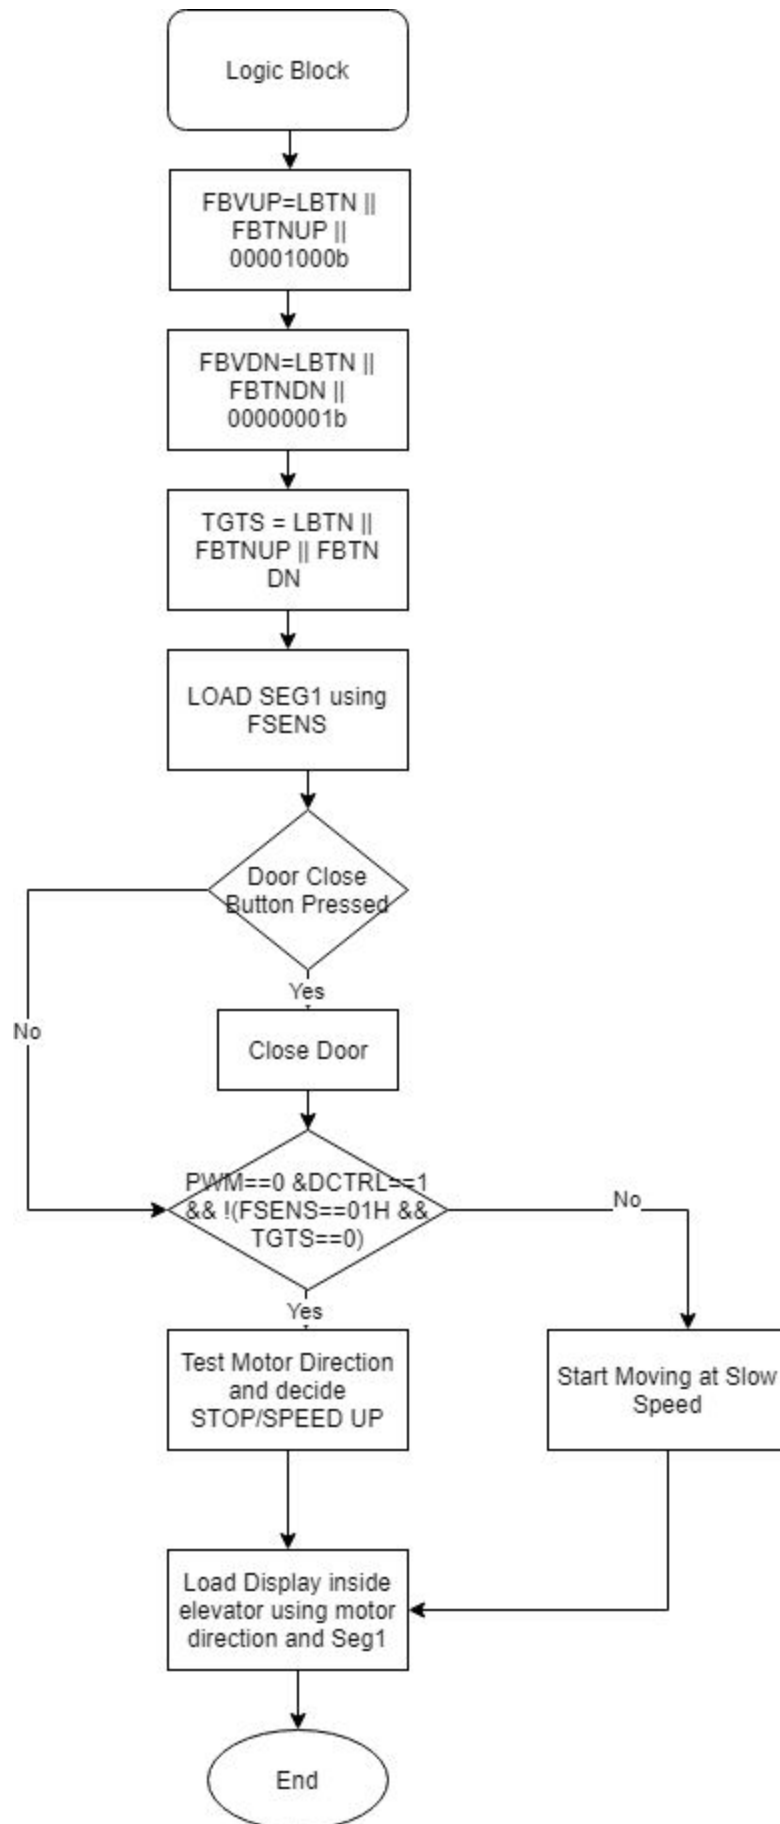 Logic Block
FBVUP=LBTN ||
FBTNUP ||
00001000b
FBVDN=LBTN ||
FBTNDN ||
00000001b
TGTS = LBTN ||
FBTNUP || FBTN
DN
LOAD SEG1 using
FSENS
Door Close
Button Pressed
Yes
No
Close Door
PWM==0 &DCTRL==1
&& !(FSENS==01H &&
TGTS==0)
No
Yes
Test Motor Direction
and decide
STOP/SPEED UP
Start Moving at Slow
Speed
Load Display inside
elevator using motor
direction and Seg1
End